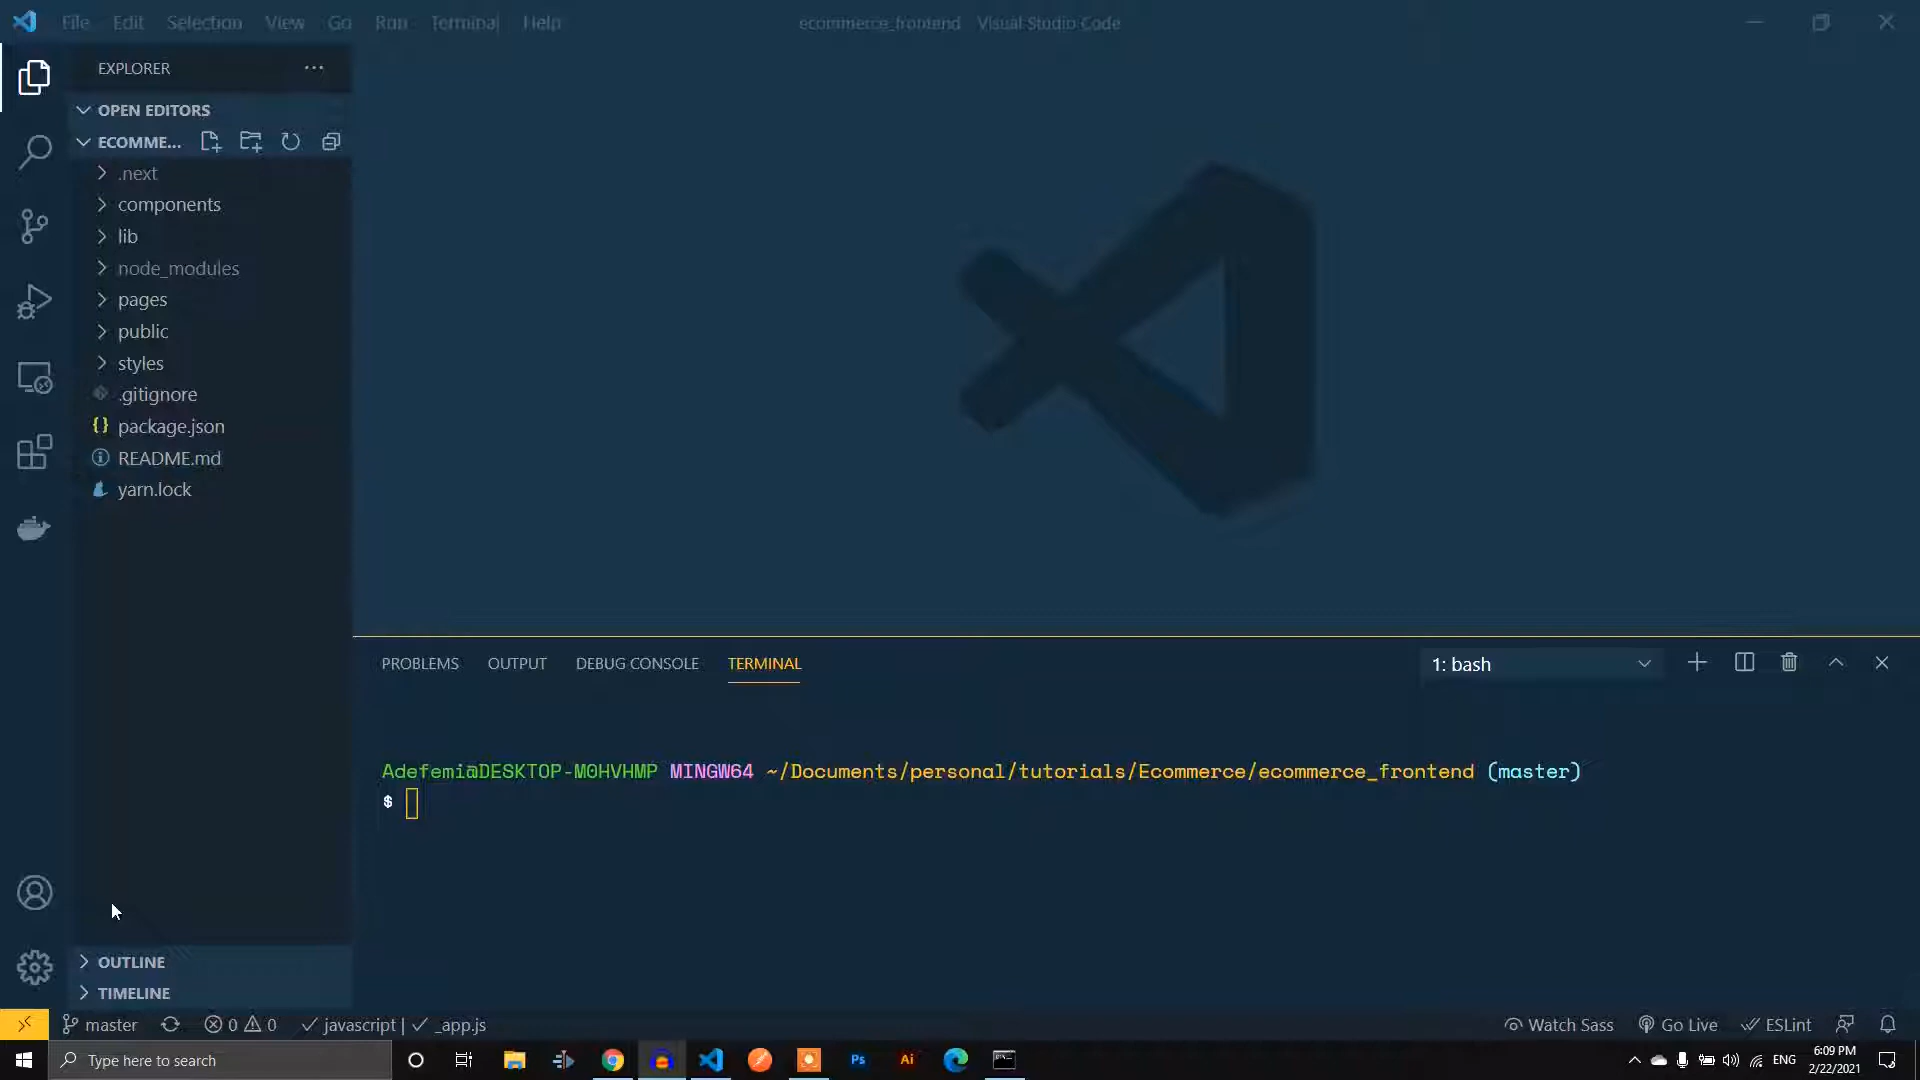 File Edit Selection View Go Run Terminal Help
ecommerce_frontend Visual Studio Code
EXPLORER
OPEN EDITORS
ECOMME...
.next
components
lib
node_modules
pages
public
styles
.gitignore
{} package.json
README.md
yarn.lock
OUTLINE
TIMELINE
PROBLEMS OUTPUT DEBUG CONSOLE TERMINAL
1: bash
Adefemi@DESKTOP-M0HVHMP MINGW64 ~/Documents/personal/tutorials/Ecommerce/ecommerce_frontend (master)
$
master 0 0 javascript | _app.js
Watch Sass Go Live ESLint
Type here to search
Ps Ai
ENG
6:09 PM
2/22/2021